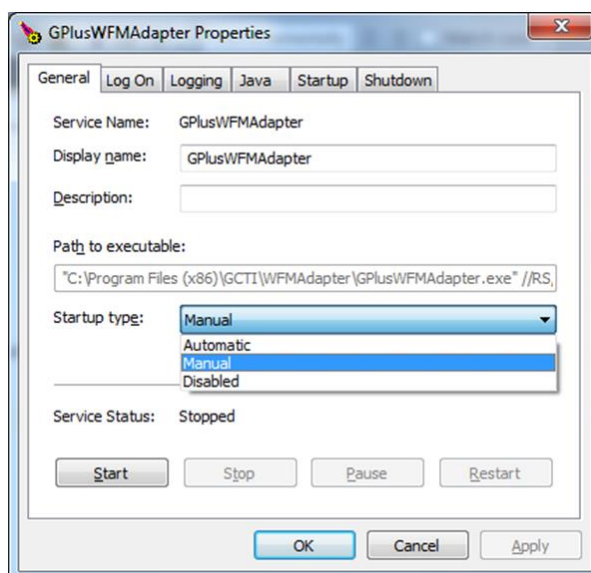 GPlusWFMAdapter Properties
General Log On Logging Java Startup Shutdown
Service Name: GPlusWFMAdapter
Display name: GPlusWFMAdapter
Description:
Path to executable:
"C:\Program Files (x86)\GCTI\WFMAdapter\GPlusWFMAdapter.exe" //RS,
Startup type: Manual
Automatic
Manual
Disabled
Service Status: Stopped
Start Stop Pause Restart
OK Cancel Apply